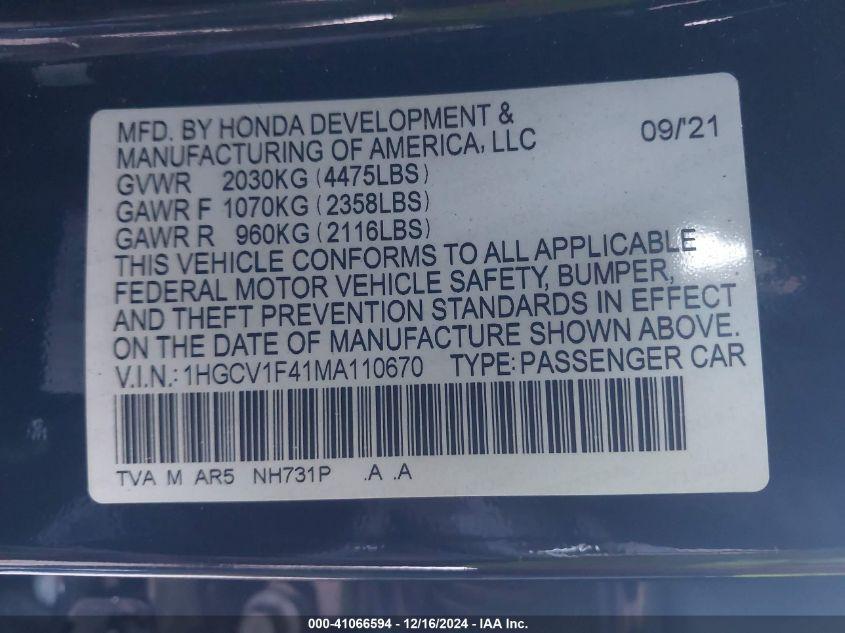 MFD. BY HONDA DEVELOPMENT & 09/'21
MANUFACTURING OF AMERICA, LLC
GVWR 2030KG (4475LBS)
GAWR F 1070KG (2358LBS)
GAWR R 960KG (2116LBS)
THIS VEHICLE CONFORMS TO ALL APPLICABLE
FEDERAL MOTOR VEHICLE SAFETY, BUMPER,
AND THEFT PREVENTION STANDARDS IN EFFECT
ON THE DATE OF MANUFACTURE SHOWN ABOVE.
V.I.N.: 1HGCV1F41MA110670 TYPE: PASSENGER CAR
TVA M AR5 NH731P .A .A
000-41066594 - 12/16/2024 - IAA Inc.